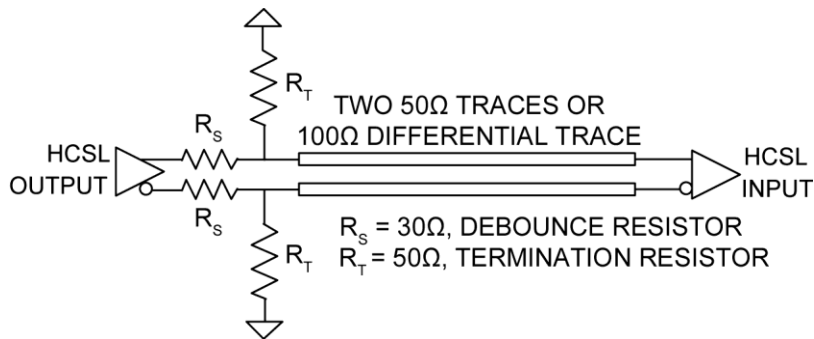 R_T
TWO 50Ω TRACES OR
100Ω DIFFERENTIAL TRACE
R_S
HCSL
OUTPUT
HCSL
INPUT
R_S
R_T
R_S = 30Ω, DEBOUNCE RESISTOR
R_T = 50Ω, TERMINATION RESISTOR